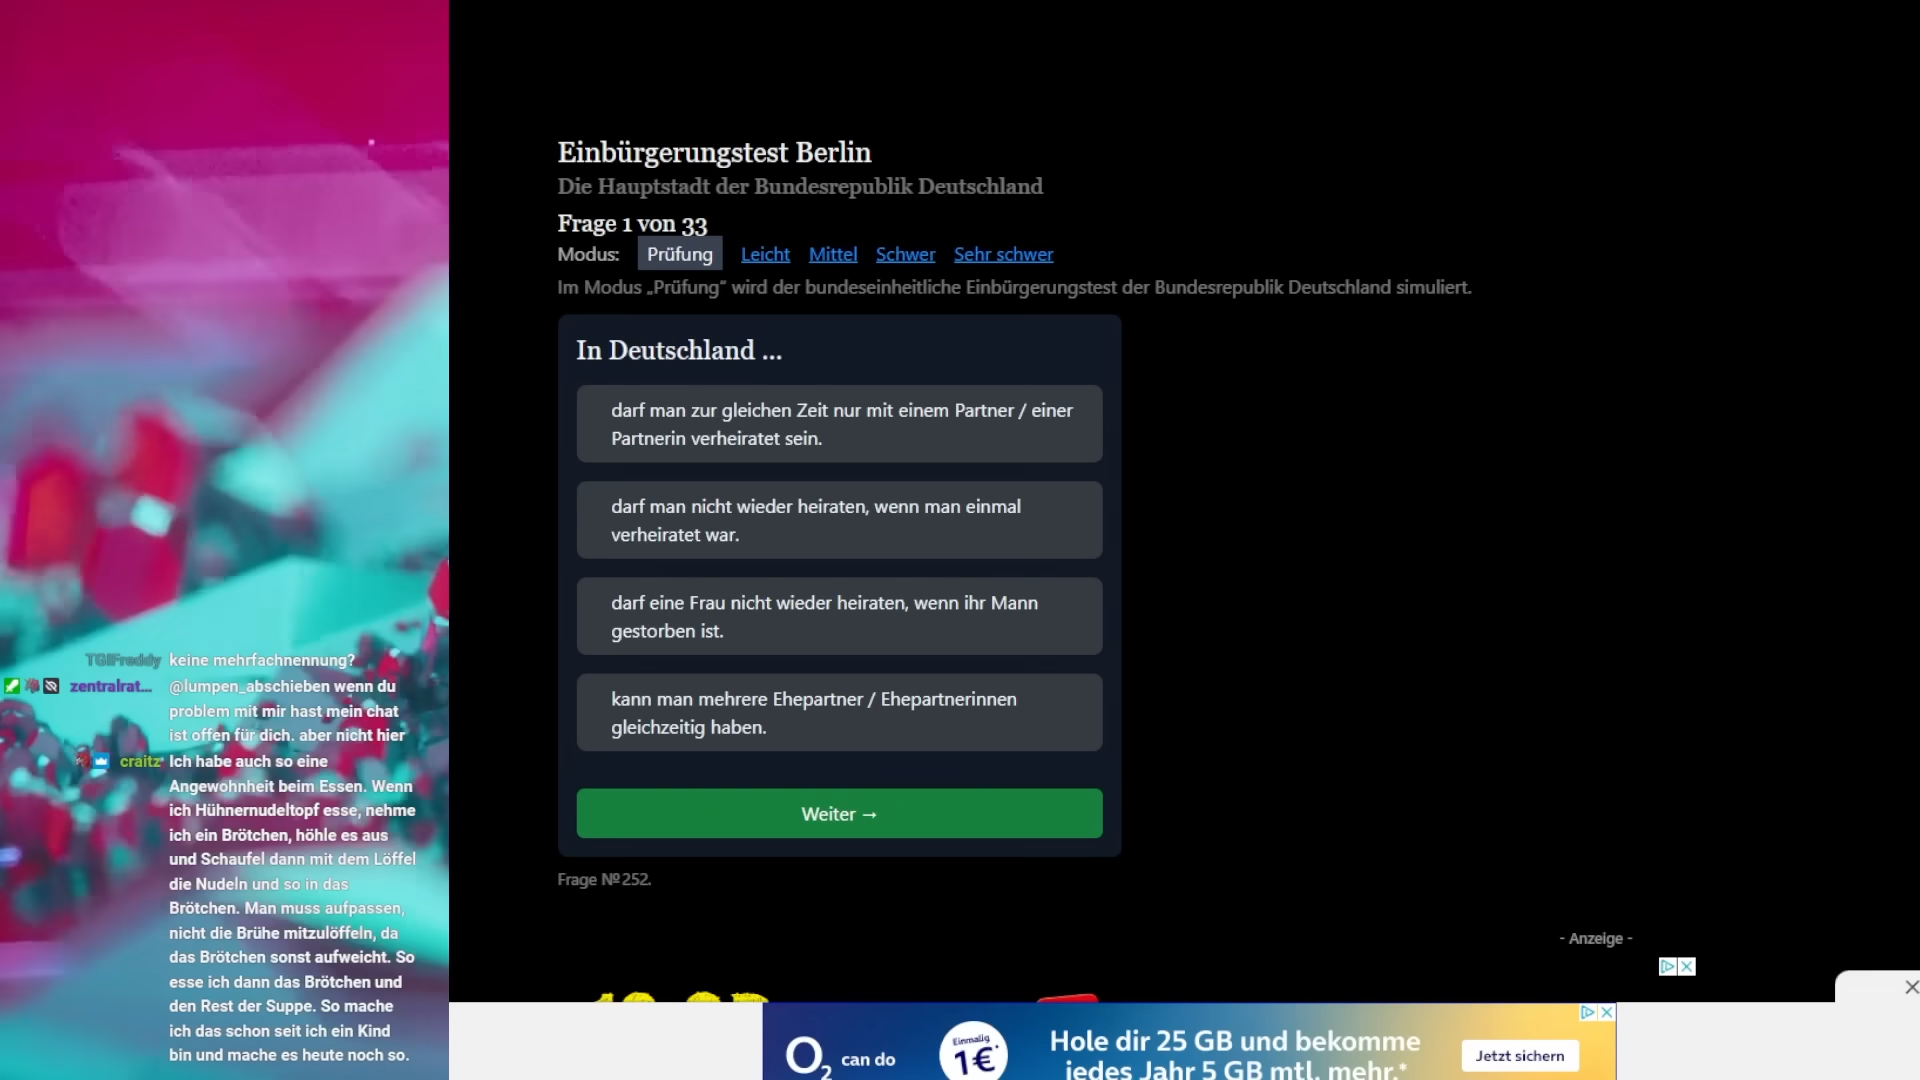 Einbürgerungstest Berlin
Die Hauptstadt der Bundesrepublik Deutschland
Frage 1 von 33
Modus: Prüfung Leicht Mittel Schwer Sehr schwer
Im Modus „Prüfung“ wird der bundeseinheitliche Einbürgerungstest der Bundesrepublik Deutschland simuliert.
In Deutschland ...
darf man zur gleichen Zeit nur mit einem Partner / einer
Partnerin verheiratet sein.
darf man nicht wieder heiraten, wenn man einmal
verheiratet war.
darf eine Frau nicht wieder heiraten, wenn ihr Mann
gestorben ist.
kann man mehrere Ehepartner / Ehepartnerinnen
gleichzeitig haben.
Weiter →
Frage №252.
- Anzeige -
O2 can do
Einmalig
1€*
Hole dir 25 GB und bekomme
jedes Jahr 5 GB mtl. mehr.*
Jetzt sichern
TGIFreddy keine mehrfachnennung?
zentralrat... @lumpen_abschieben wenn du
problem mit mir hast mein chat
ist offen für dich. aber nicht hier
craitz Ich habe auch so eine
Angewohnheit beim Essen. Wenn
ich Hühnernudeltopf esse, nehme
ich ein Brötchen, höhle es aus
und Schaufel dann mit dem Löffel
die Nudeln und so in das
Brötchen. Man muss aufpassen,
nicht die Brühe mitzulöffeln, da
das Brötchen sonst aufweicht. So
esse ich dann das Brötchen und
den Rest der Suppe. So mache
ich das schon seit ich ein Kind
bin und mache es heute noch so.